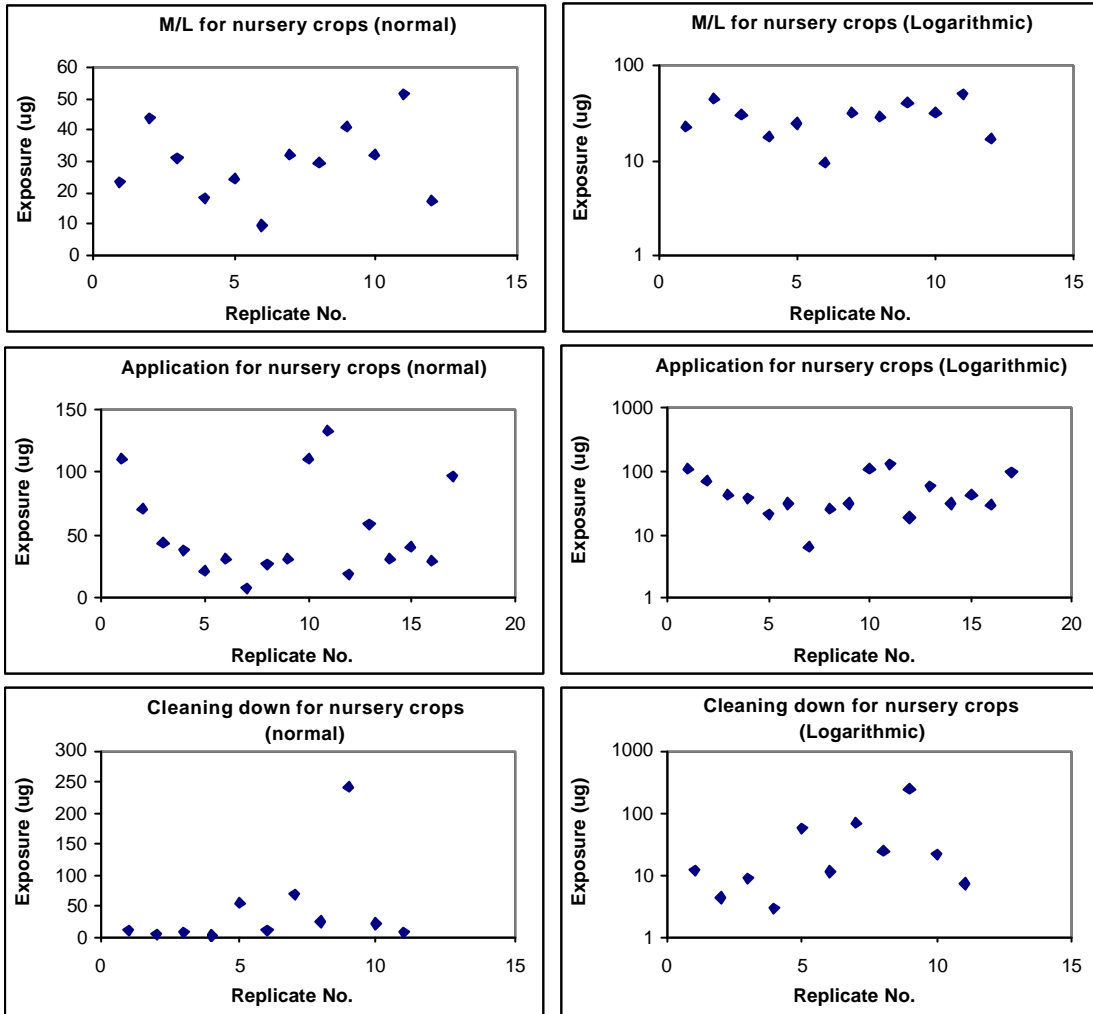 M/L for nursery crops (normal)
60
50
40
30
20
10
0
0 5 10 15
Exposure (ug)
Replicate No.
M/L for nursery crops (Logarithmic)
100
10
1
0 5 10 15
Exposure (ug)
Replicate No.
Application for nursery crops (normal)
150
100
50
0
0 5 10 15 20
Exposure (ug)
Replicate No.
Application for nursery crops (Logarithmic)
1000
100
10
1
0 5 10 15 20
Exposure (ug)
Replicate No.
Cleaning down for nursery crops
(normal)
300
250
200
150
100
50
0
0 5 10 15
Exposure (ug)
Replicate No.
Cleaning down for nursery crops
(Logarithmic)
1000
100
10
1
0 5 10 15
Exposure (ug)
Replicate No.